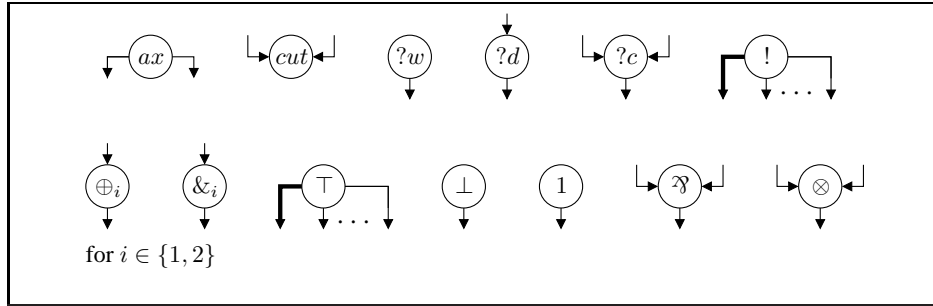 ax cut ?w ?d ?c ! ···
⊕i &i ⊤ ··· ⊥ 1 ⅋ ⊗
for i ∈ {1, 2}